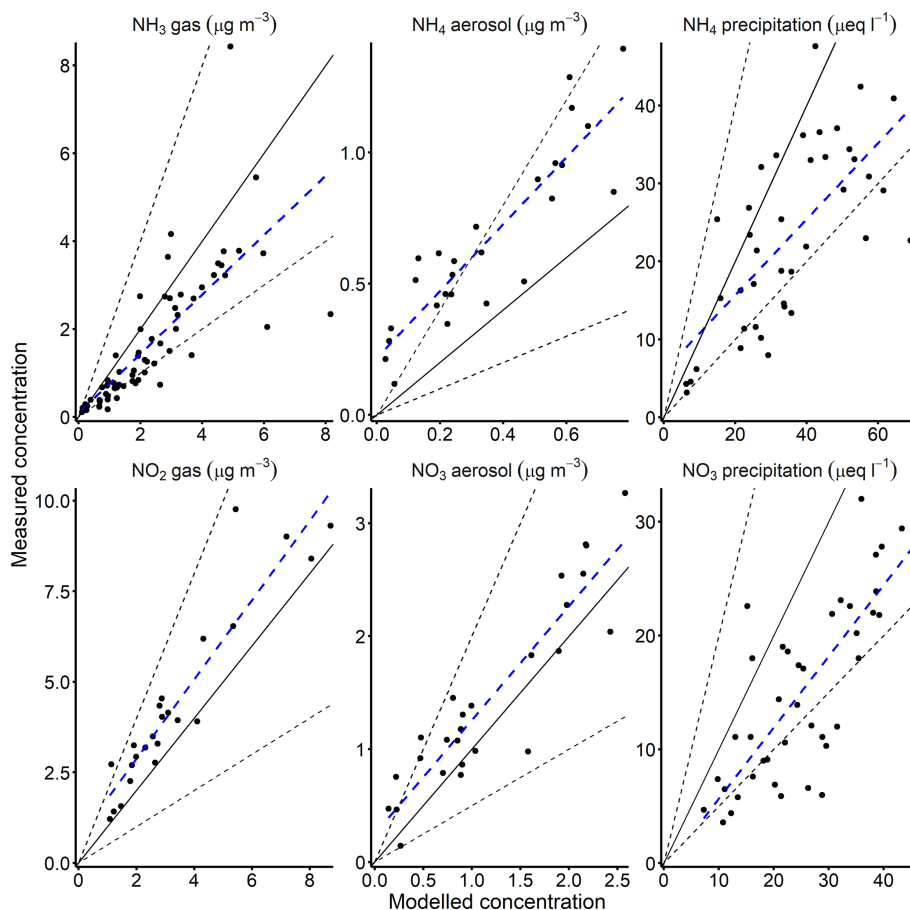 NH₃ gas (μg m⁻³)
NH₄ aerosol (μg m⁻³)
NH₄ precipitation (μeq l⁻¹)
8
6
4
2
0
0 2 4 6 8
1.0
0.5
0.0
0.0 0.2 0.4 0.6
40
30
20
10
0
0 20 40 60
Measured concentration
NO₂ gas (μg m⁻³)
NO₃ aerosol (μg m⁻³)
NO₃ precipitation (μeq l⁻¹)
10.0
7.5
5.0
2.5
0.0
0 2 4 6 8
3
2
1
0
0.0 0.5 1.0 1.5 2.0 2.5
30
20
10
0
0 10 20 30 40
Modelled concentration